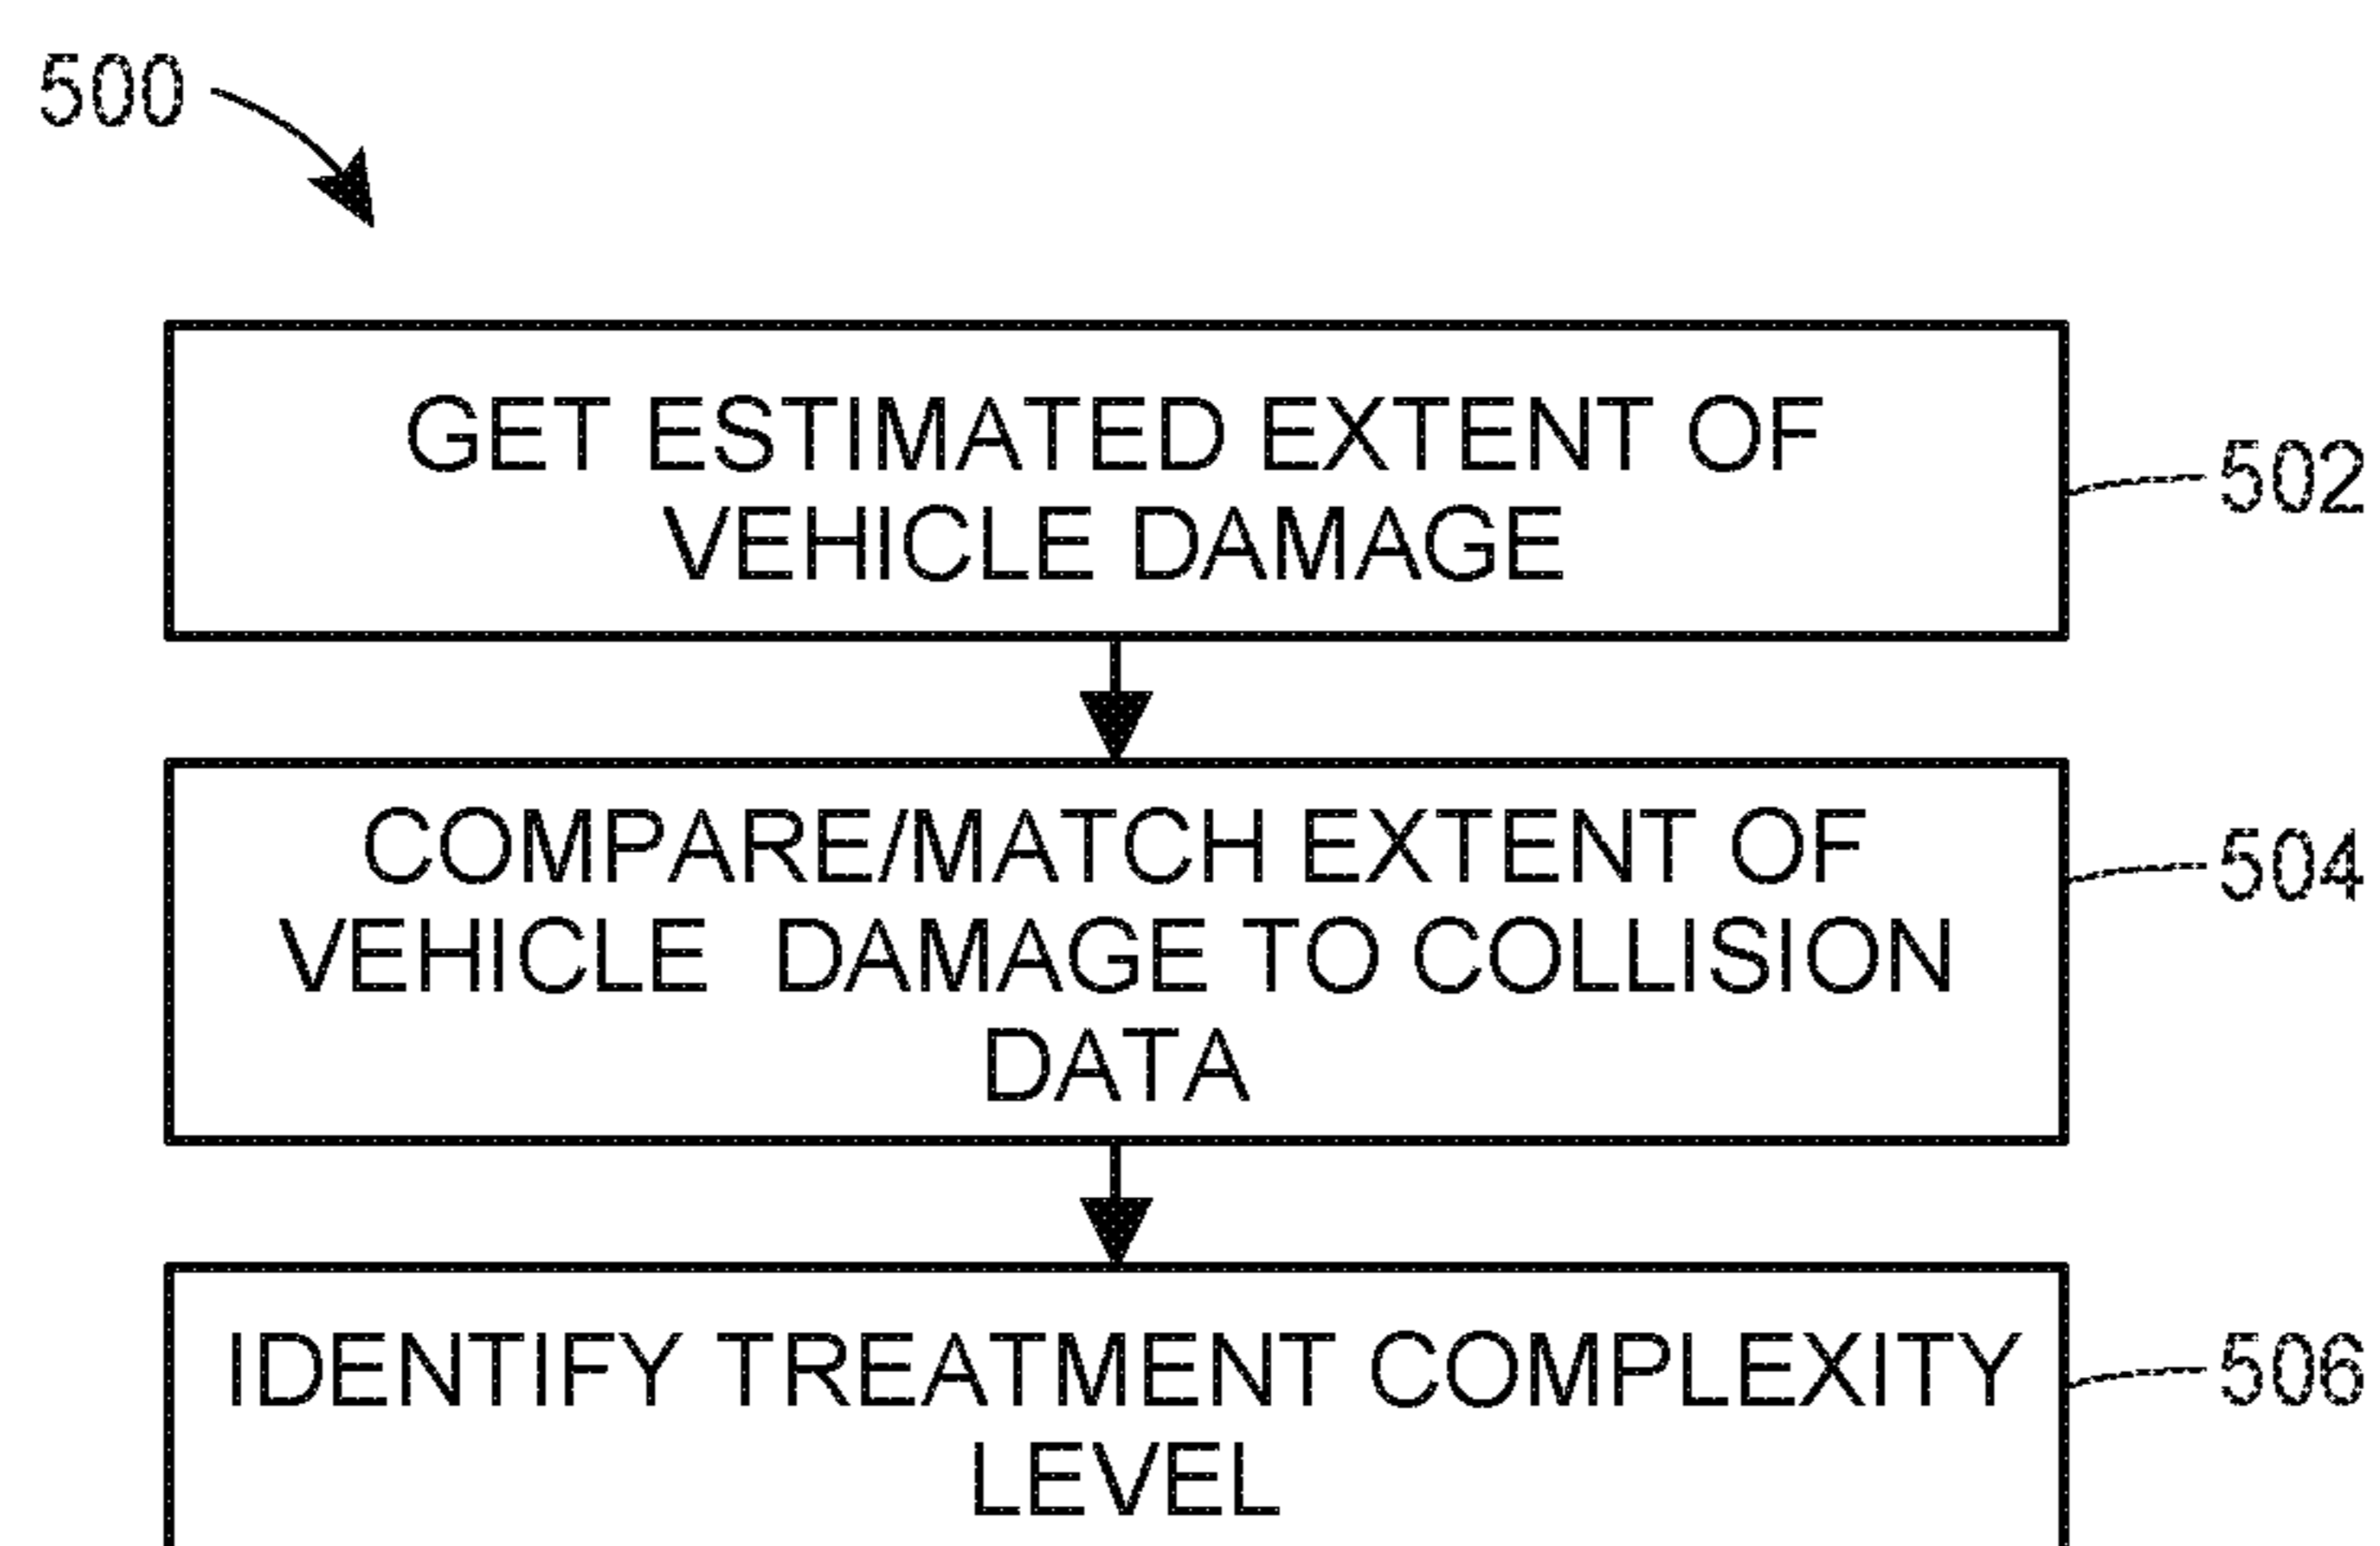 500
GET ESTIMATED EXTENT OF
VEHICLE DAMAGE
502
COMPARE/MATCH EXTENT OF
VEHICLE DAMAGE TO COLLISION
DATA
504
IDENTIFY TREATMENT COMPLEXITY
LEVEL
506